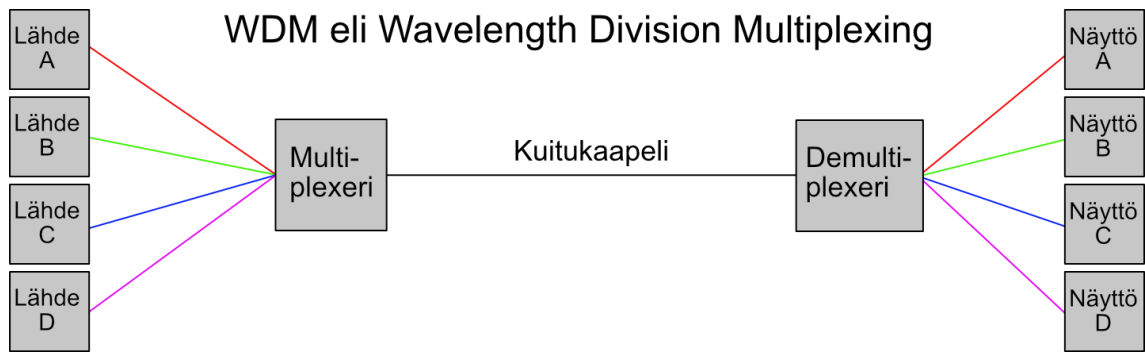 WDM eli Wavelength Division Multiplexing
Lähde
A
Lähde
B
Lähde
C
Lähde
D
Multi-
plexeri
Kuitukaapeli
Demulti-
plexeri
Näyttö
A
Näyttö
B
Näyttö
C
Näyttö
D